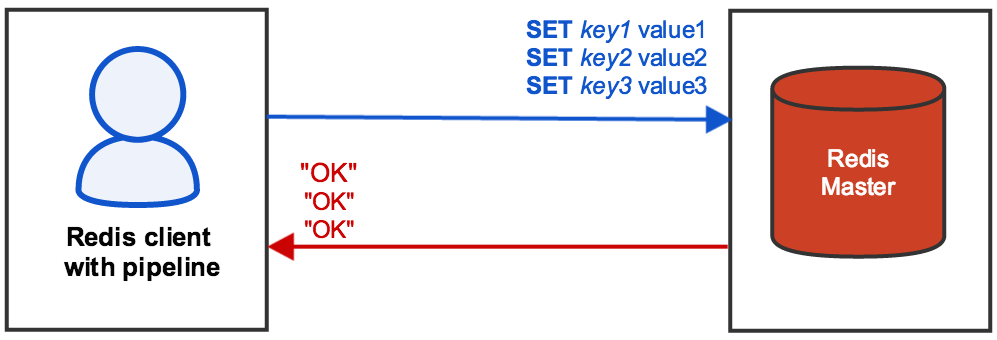 SET key1 value1
SET key2 value2
SET key3 value3
"OK"
"OK"
"OK"
Redis client
with pipeline
Redis
Master